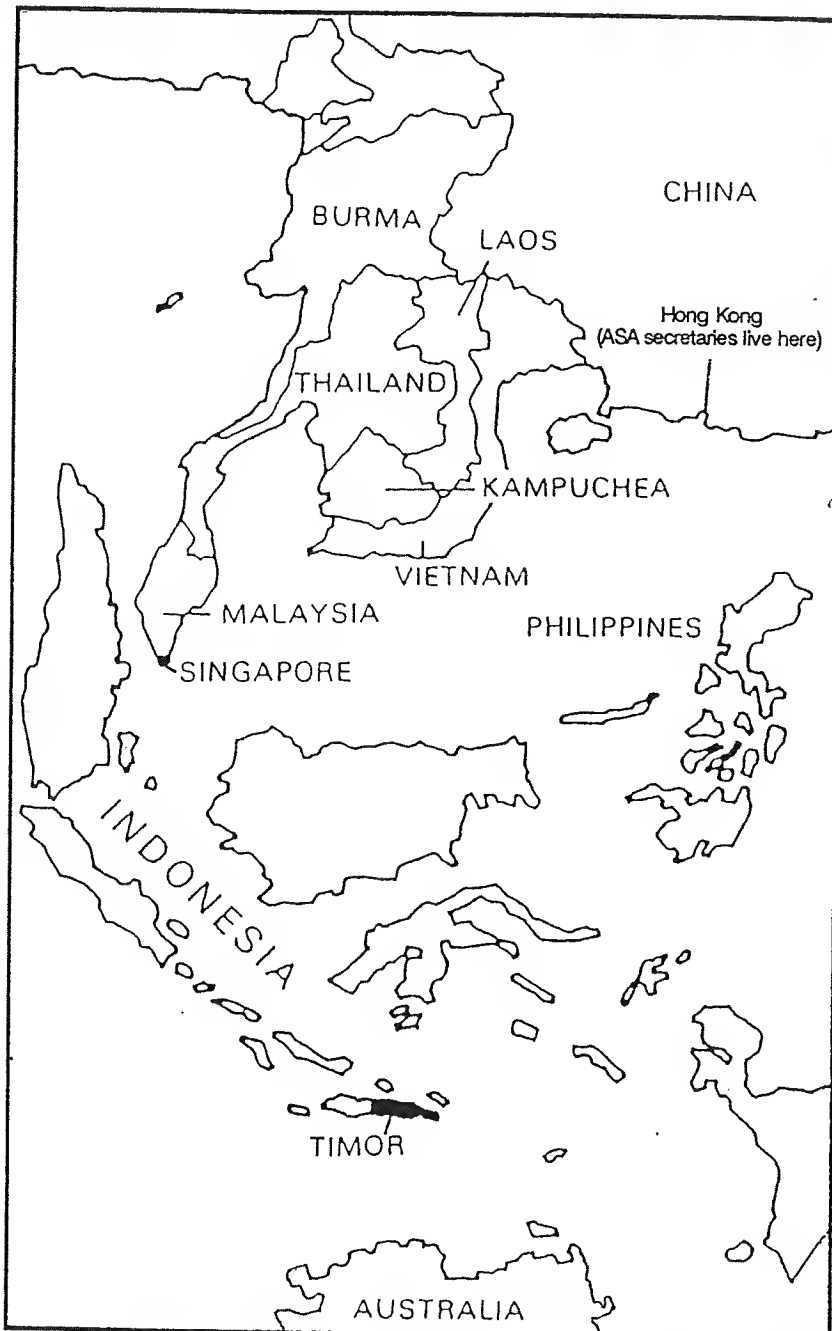 CHINA
BURMA
LAOS
Hong Kong
(ASA secretaries live here)
THAILAND
KAMPUCHEA
VIETNAM
MALAYSIA
PHILIPPINES
SINGAPORE
INDONESIA
TIMOR
AUSTRALIA